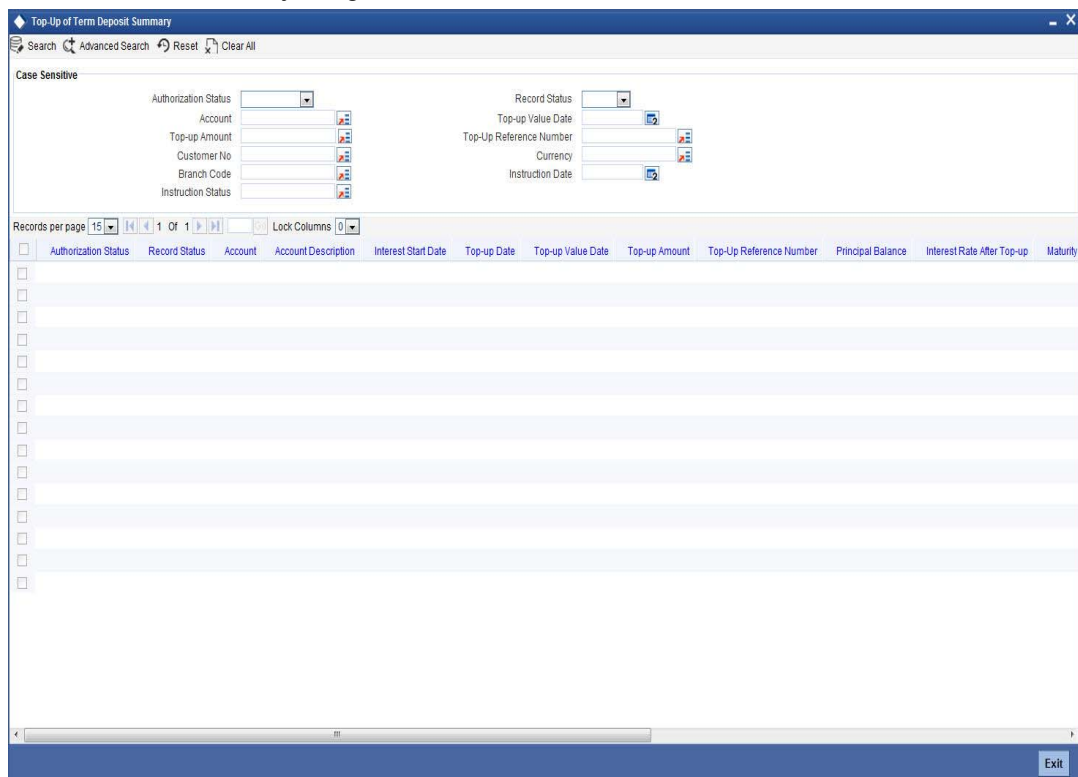 Top-Up of Term Deposit Summary
Search Advanced Search Reset Clear All
Case Sensitive
Authorization Status Record Status
Account Top-up Value Date
Top-up Amount Top-Up Reference Number
Customer No Currency
Branch Code Instruction Date
Instruction Status
Records per page 15 1 Of 1 Lock Columns 0
Authorization Status Record Status Account Account Description Interest Start Date Top-up Date Top-up Value Date Top-up Amount Top-Up Reference Number Principal Balance Interest Rate After Top-up Maturity
Exit